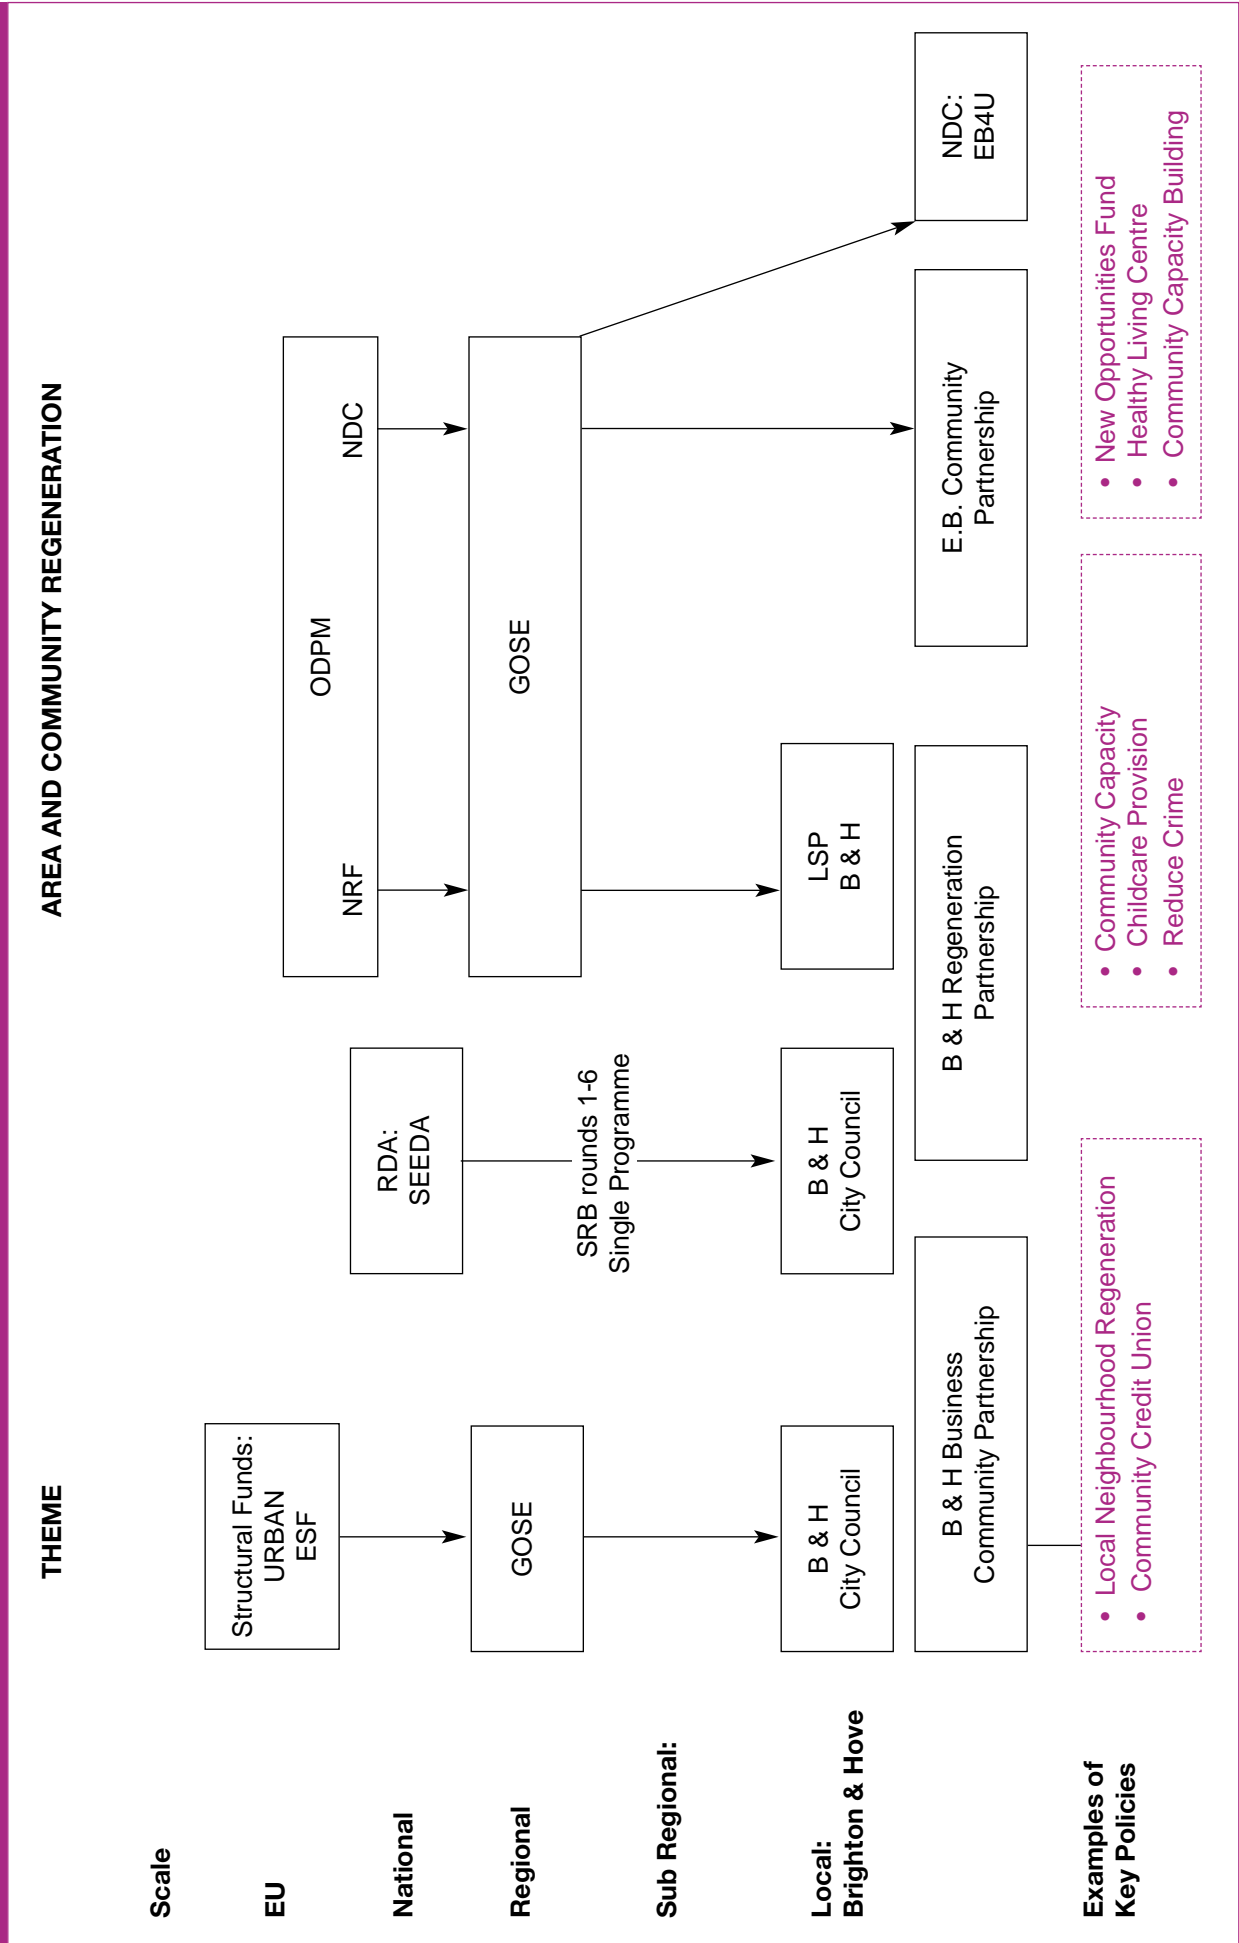 THEME
AREA AND COMMUNITY REGENERATION
Scale
EU
Structural Funds:
URBAN
ESF
National
ODPM
NRF
NDC
RDA:
SEEDA
Regional
GOSE
GOSE
Sub Regional:
SRB rounds 1-6
Single Programme
Local:
Brighton & Hove
B & H
City Council
B & H
City Council
LSP
B & H
B & H Business
Community Partnership
B & H Regeneration
Partnership
E.B. Community
Partnership
NDC:
EB4U
Examples of
Key Policies
• Local Neighbourhood Regeneration
• Community Credit Union
• Community Capacity
• Childcare Provision
• Reduce Crime
• New Opportunities Fund
• Healthy Living Centre
• Community Capacity Building